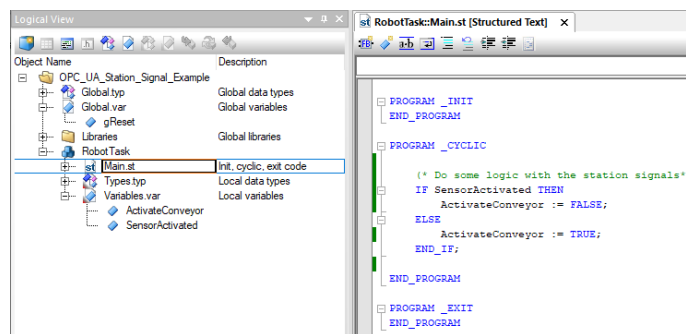 Logical View
Object Name Description
OPC_UA_Station_Signal_Example
Global.typ Global data types
Global.var Global variables
gReset
Libraries Global libraries
RobotTask
Main.st Init, cyclic, exit code
Types.typ Local data types
Variables.var Local variables
ActivateConveyor
SensorActivated
RobotTask::Main.st [Structured Text]
PROGRAM _INIT
END_PROGRAM
PROGRAM _CYCLIC
(* Do some logic with the station signals*
IF SensorActivated THEN
ActivateConveyor := FALSE;
ELSE
ActivateConveyor := TRUE;
END_IF;
END_PROGRAM
PROGRAM _EXIT
END_PROGRAM